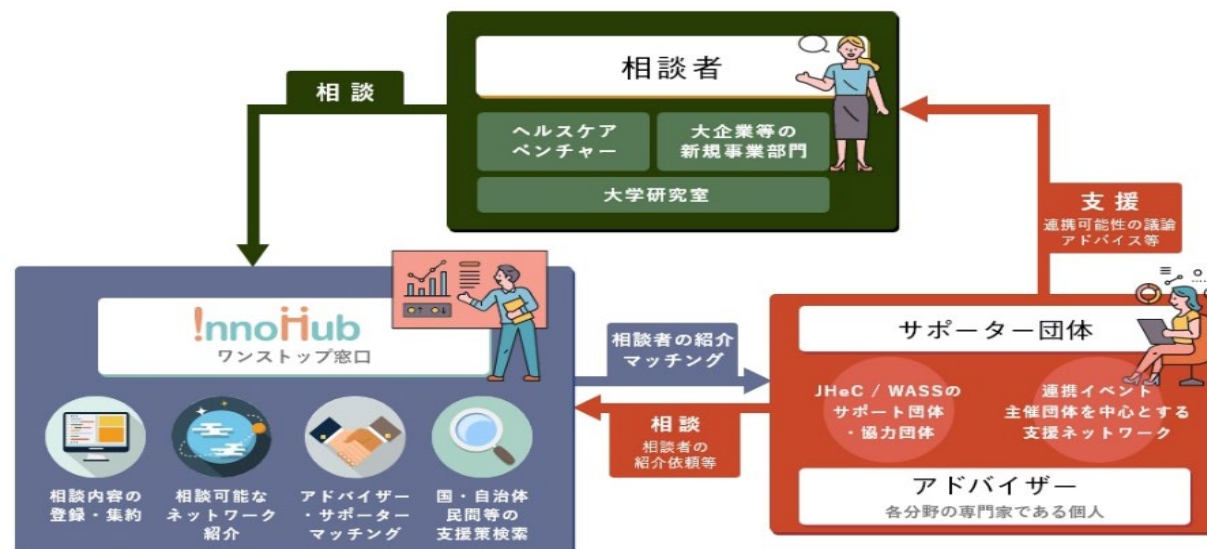 相談者
相談
ヘルスケア
ベンチャー
大企業等の
新規事業部門
大学研究室
支援
連携可能性の議論
アドバイス等
InnoHub
ワンストップ窓口
相談内容の
登録・集約
相談可能な
ネットワーク
紹介
アドバイザー
・サポーター
マッチング
国・自治体
民間等の
支援策検索
相談者の紹介
マッチング
相談
相談者の
紹介依頼等
サポーター団体
JHeC / WASSの
サポート団体
・協力団体
連携イベント
主催団体を中心とする
支援ネットワーク
アドバイザー
各分野の専門家である個人